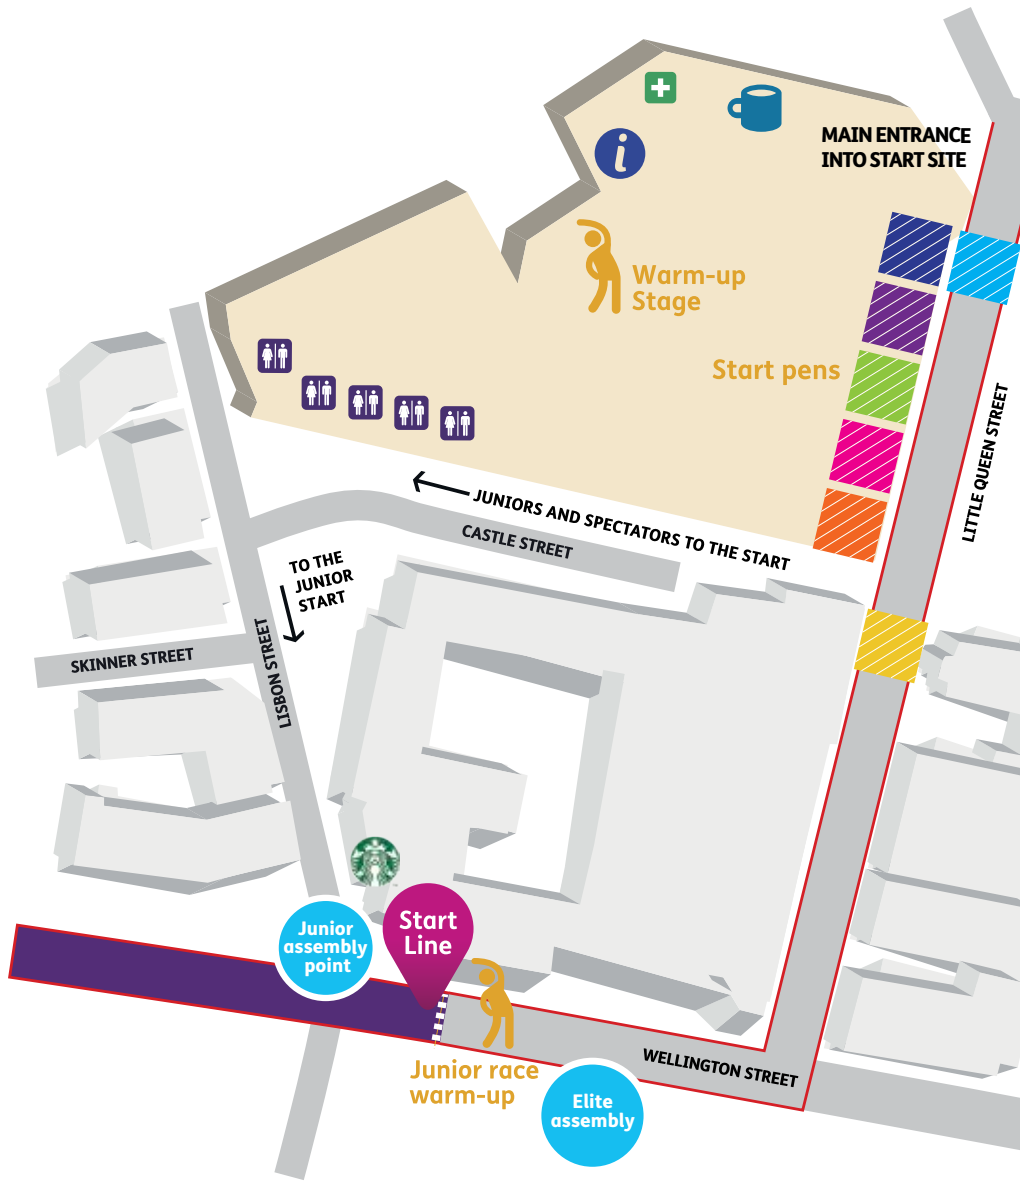 MAIN ENTRANCE
INTO START SITE
i
Warm-up
Stage
Start pens
LITTLE QUEEN STREET
JUNIORS AND SPECTATORS TO THE START
CASTLE STREET
TO THE
JUNIOR
START
LISBON STREET
SKINNER STREET
Junior
assembly
point
Start
Line
Junior race
warm-up
WELLINGTON STREET
Elite
assembly